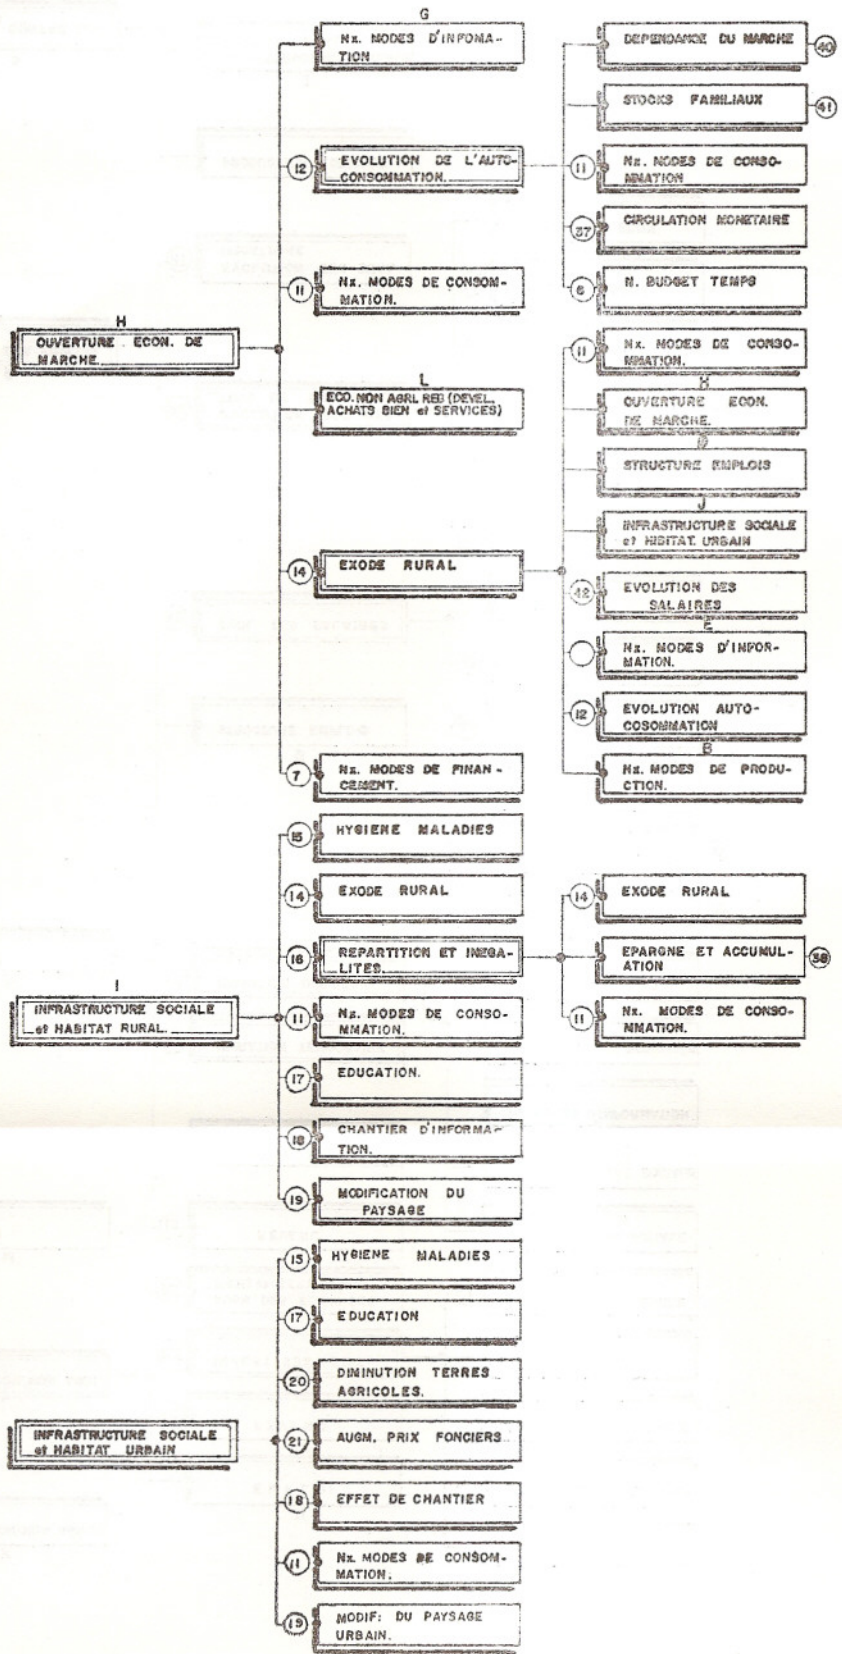 G
Nx. MODES D'INFOMA-
TION
DEPENDANCE DU MARCHE
40
STOCKS FAMILIAUX
41
12
EVOLUTION DE L'AUTO-
CONSOMMATION.
11
Nx. MODES DE CONSO-
MMATION
37
CIRCULATION MONETAIRE
11
Nx. MODES DE CONSOM-
MATION.
6
N. BUDGET TEMPS
H
OUVERTURE ECON. DE
MARCHE.
11
Nx. MODES DE CONSO-
MMATION.
L
ECO. NON AGRI. REG (DEVEL.
ACHATS BIEN et SERVICES)
H
OUVERTURE ECON.
DE MARCHE.
STRUCTURE EMPLOIS
J
INFRASTRUCTURE SOCIALE
et HIBITAT URBAIN
14
EXODE RURAL
42
EVOLUTION DES
SALAIRES
E
Nx. MODES D'INFOR-
MATION.
12
EVOLUTION AUTO-
COSOMMATION
B
7
Nx. MODES DE FINAN-
CEMENT.
Nx. MODES DE PRODU-
CTION.
15
HYGIENE MALADIES
14
EXODE RURAL
14
EXODE RURAL
16
REPARTITION ET INEGA-
LITES.
EPARGNE ET ACCUMUL-
ATION
38
I
INFRASTRUCTURE SOCIALE
et HABITAT RURAL.
11
Nx. MODES DE CONSO-
MMATION.
11
Nx. MODES DE CONSO-
MMATION.
17
EDUCATION.
18
CHANTIER D'INFORMA-
TION.
19
MODIFICATION DU
PAYSAGE
15
HYGIENE MALADIES
17
EDUCATION
20
DIMINUTION TERRES
AGRICOLES.
INFRASTRUCTURE SOCIALE
et HABITAT URBAIN
21
AUGM. PRIX FONCIERS
18
EFFET DE CHANTIER
11
Nx. MODES DE CONSOM-
MATION.
19
MODIF: DU PAYSAGE
URBAIN.